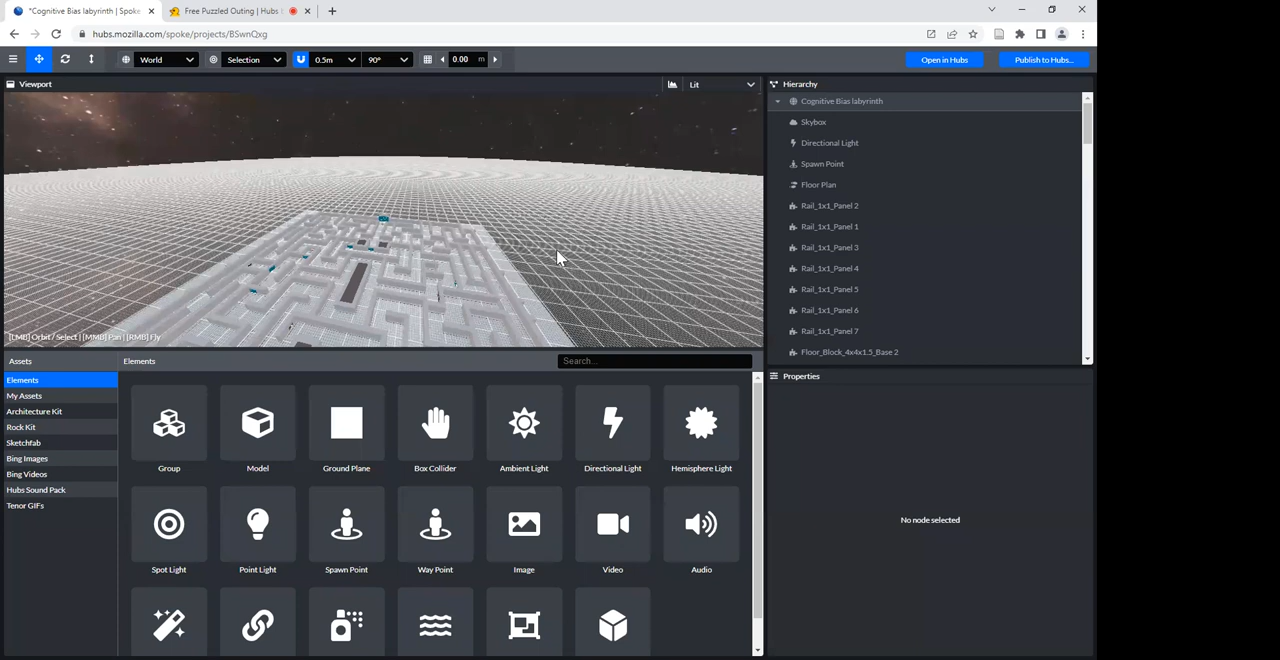 *Cognitive Bias labyrinth | Spoke
Free Puzzled Outing | Hubs
hubs.mozilla.com/spoke/projects/BSwnQxg
World
Selection
0.5m
90°
0.00 m
Open in Hubs
Publish to Hubs...
Viewport
Lit
[LMB] Orbit / Select | [MMB] Pan | [RMB] Fly
Hierarchy
Cognitive Bias labyrinth
Skybox
Directional Light
Spawn Point
Floor Plan
Rail_1x1_Panel 2
Rail_1x1_Panel 1
Rail_1x1_Panel 3
Rail_1x1_Panel 4
Rail_1x1_Panel 5
Rail_1x1_Panel 6
Rail_1x1_Panel 7
Floor_Block_4x4x1.5_Base 2
Properties
No node selected
Assets
Elements
My Assets
Architecture Kit
Rock Kit
Sketchfab
Bing Images
Bing Videos
Hubs Sound Pack
Tenor GIFs
Elements
Search...
Group
Model
Ground Plane
Box Collider
Ambient Light
Directional Light
Hemisphere Light
Spot Light
Point Light
Spawn Point
Way Point
Image
Video
Audio